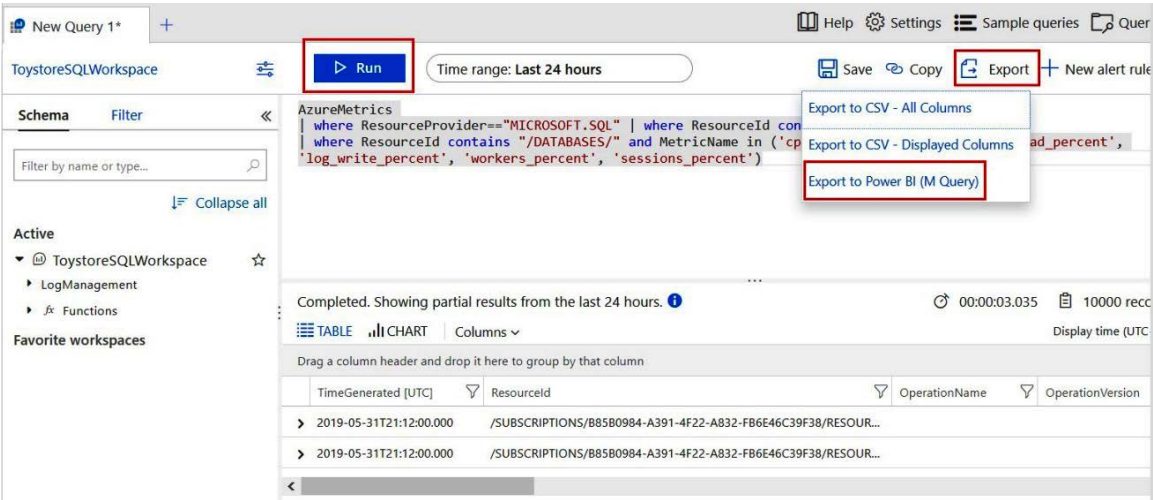 New Query 1* +
Help Settings Sample queries Quer
ToystoreSQLWorkspace
Run
Time range: Last 24 hours
Save Copy Export + New alert rule
Schema Filter «
Filter by name or type...
Collapse all
Active
ToystoreSQLWorkspace
LogManagement
fx Functions
Favorite workspaces
AzureMetrics
| where ResourceProvider=="MICROSOFT.SQL" | where ResourceId con
| where ResourceId contains "/DATABASES/" and MetricName in ('cp ad_percent',
'log_write_percent', 'workers_percent', 'sessions_percent')
Export to CSV - All Columns
Export to CSV - Displayed Columns
Export to Power BI (M Query)
Completed. Showing partial results from the last 24 hours.
00:00:03.035 10000 reco
TABLE CHART Columns
Display time (UTC
Drag a column header and drop it here to group by that column
TimeGenerated [UTC] ResourceId OperationName OperationVersion
2019-05-31T21:12:00.000 /SUBSCRIPTIONS/B85B0984-A391-4F22-A832-FB6E46C39F38/RESOUR...
2019-05-31T21:12:00.000 /SUBSCRIPTIONS/B85B0984-A391-4F22-A832-FB6E46C39F38/RESOUR...